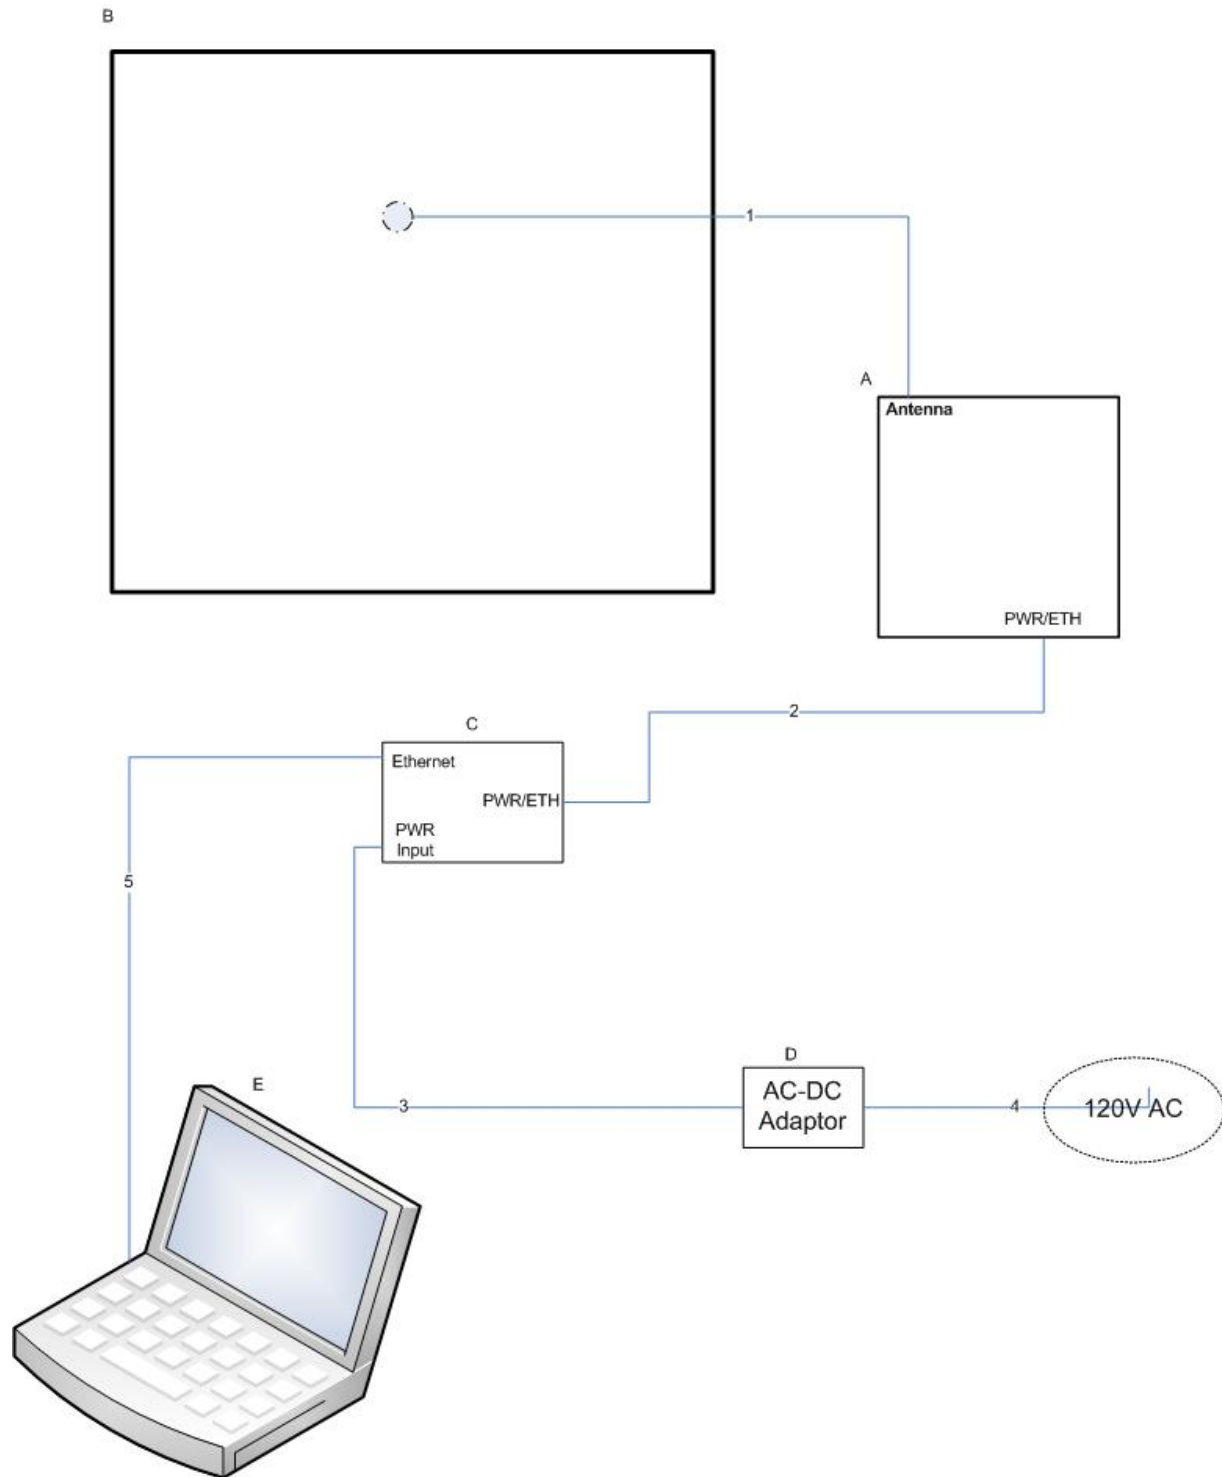 B
1
A
Antenna
PWR/ETH
2
C
Ethernet
PWR/ETH
PWR
Input
5
D
AC-DC
Adaptor
3
4
120V AC
E